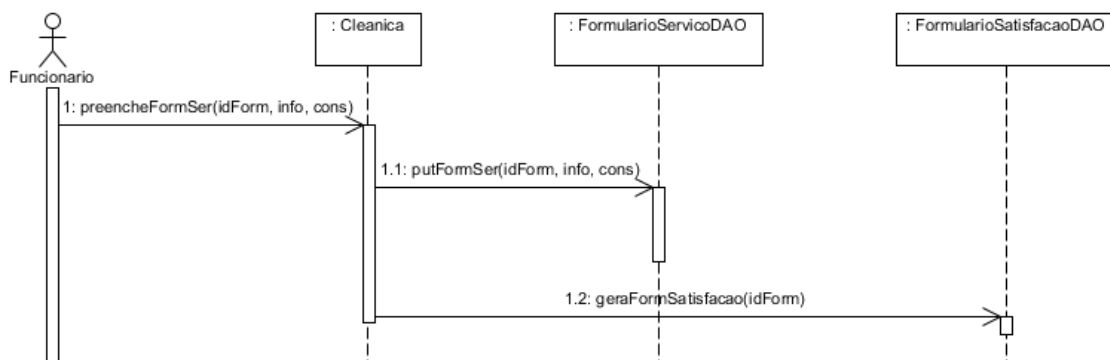 : Cleanica
: FormularioServicoDAO
: FormularioSatisfacaoDAO
Funcionario
1: preencheFormSer(idForm, info, cons)
1.1: putFormSer(idForm, info, cons)
1.2: geraFormSatisfacao(idForm)